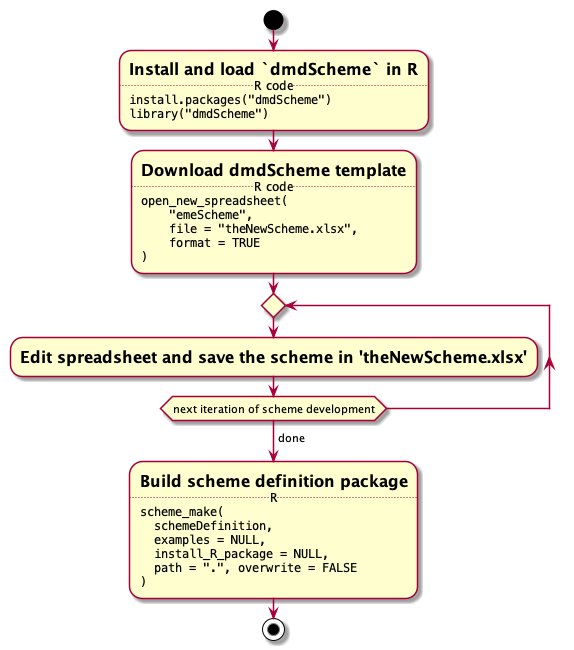 Install and load `dmdScheme` in R
R code
install.packages("dmdScheme")
library("dmdScheme")
Download dmdScheme template
R code
open_new_spreadsheet(
    "emeScheme",
    file = "theNewScheme.xlsx",
    format = TRUE
)
Edit spreadsheet and save the scheme in 'theNewScheme.xlsx'
next iteration of scheme development
done
Build scheme definition package
R
scheme_make(
  schemeDefinition,
  examples = NULL,
  install_R_package = NULL,
  path = ".", overwrite = FALSE
)